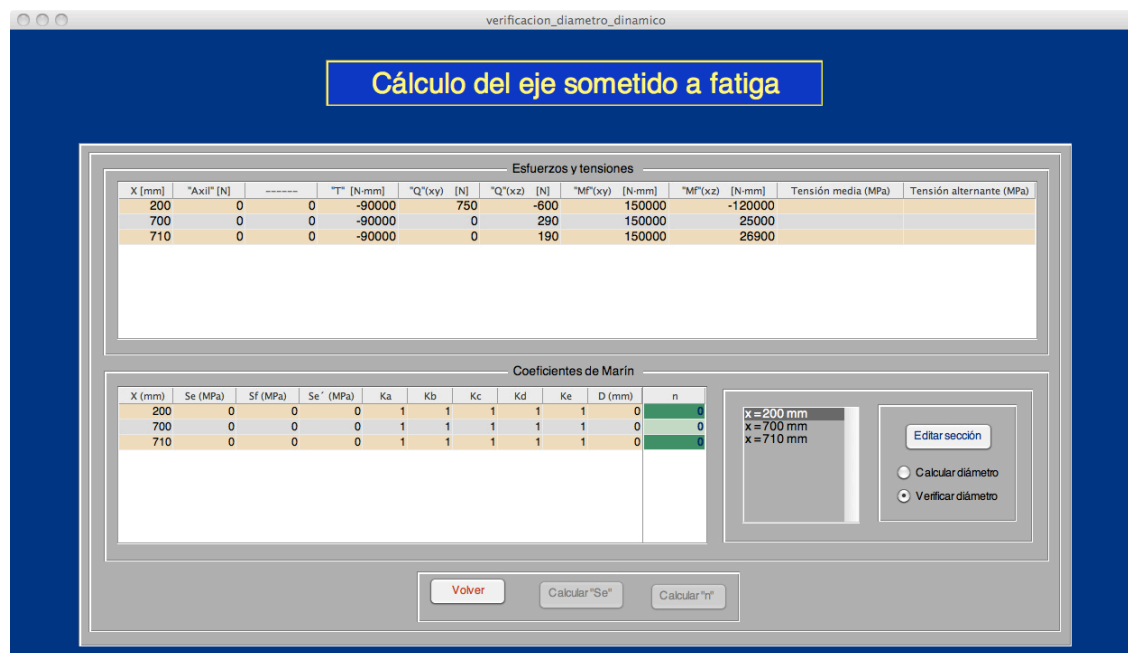 verificacion_diametro_dinamico
Cálculo del eje sometido a fatiga
Esfuerzos y tensiones
X [mm] "Axil" [N] ------ "T" [N·mm] "Q"(xy) [N] "Q"(xz) [N] "Mf"(xy) [N·mm] "Mf"(xz) [N·mm] Tensión media (MPa) Tensión alternante (MPa)
200 0 0 -90000 750 -600 150000 -120000
700 0 0 -90000 0 290 150000 25000
710 0 0 -90000 0 190 150000 26900
Coeficientes de Marín
X (mm) Se (MPa) Sf (MPa) Se´ (MPa) Ka Kb Kc Kd Ke D (mm) n
200 0 0 0 1 1 1 1 1 0 0
700 0 0 0 1 1 1 1 1 0 0
710 0 0 0 1 1 1 1 1 0 0
x = 200 mm
x = 700 mm
x = 710 mm
Editar sección
Calcular diámetro
Verificar diámetro
Volver
Calcular "Se"
Calcular "n"